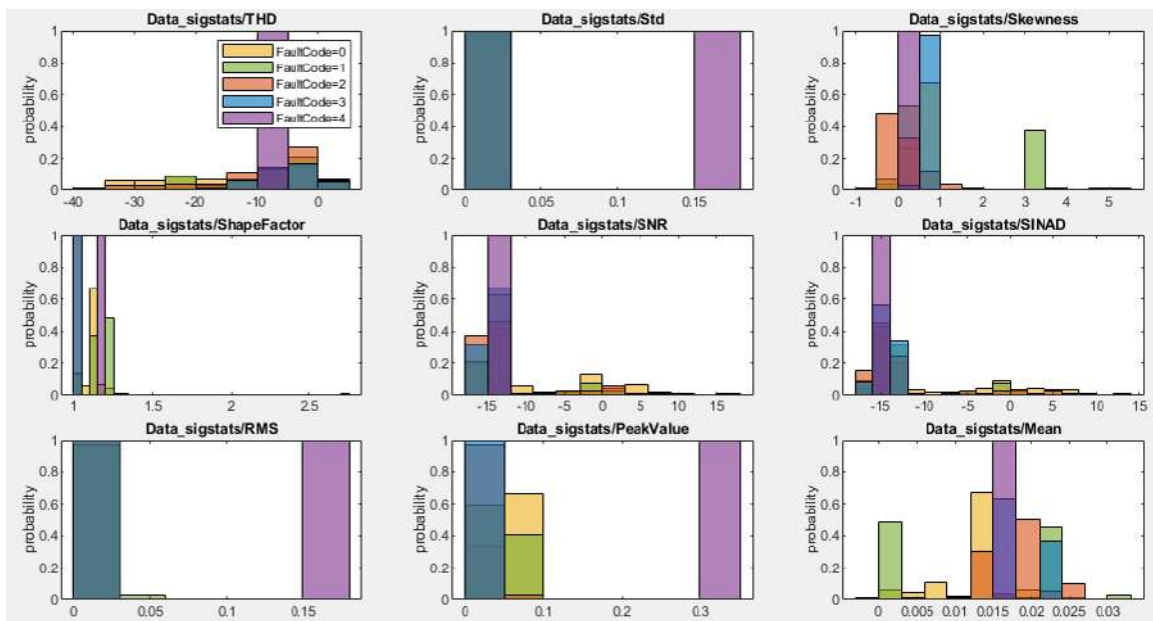 Data_sigstats/THD
probability
1
0.8
0.6
0.4
0.2
0
-40 -30 -20 -10 0
FaultCode=0
FaultCode=1
FaultCode=2
FaultCode=3
FaultCode=4
Data_sigstats/Std
probability
1
0.8
0.6
0.4
0.2
0
0 0.05 0.1 0.15
Data_sigstats/Skewness
probability
1
0.8
0.6
0.4
0.2
0
-1 0 1 2 3 4 5
Data_sigstats/ShapeFactor
probability
1
0.8
0.6
0.4
0.2
0
1 1.5 2 2.5
Data_sigstats/SNR
probability
1
0.8
0.6
0.4
0.2
0
-15 -10 -5 0 5 10 15
Data_sigstats/SINAD
probability
1
0.8
0.6
0.4
0.2
0
-15 -10 -5 0 5 10 14
Data_sigstats/RMS
probability
1
0.8
0.6
0.4
0.2
0
0 0.05 0.1 0.15
Data_sigstats/PeakValue
probability
1
0.8
0.6
0.4
0.2
0
0 0.1 0.2 0.3
Data_sigstats/Mean
probability
1
0.8
0.6
0.4
0.2
0
0 0.005 0.01 0.015 0.02 0.025 0.03